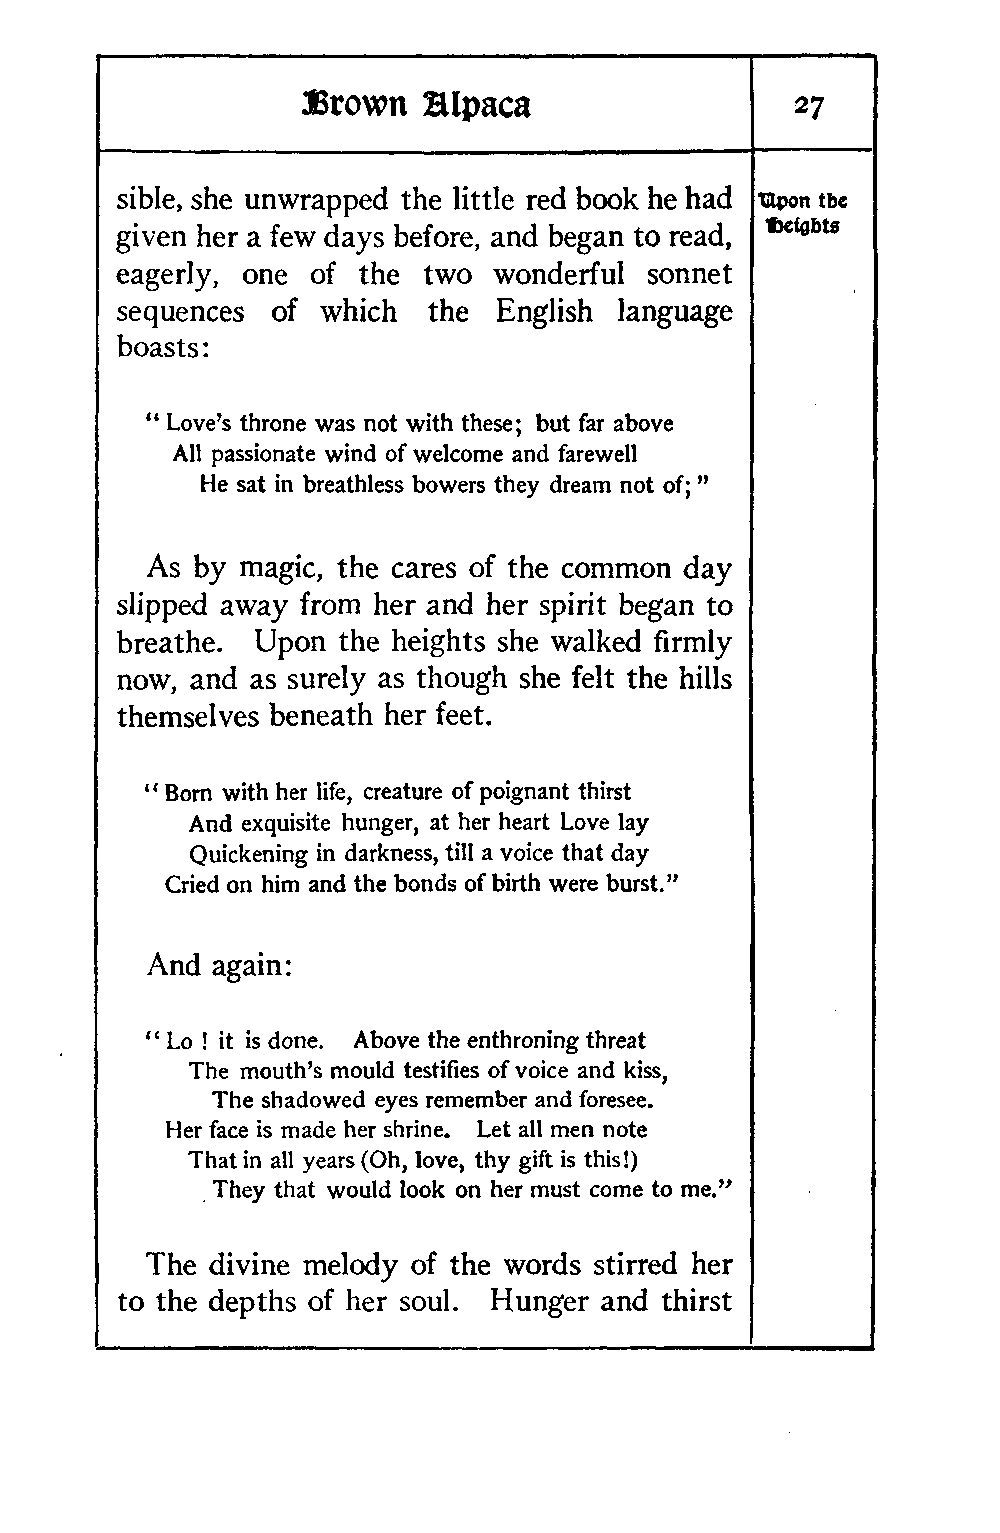 Brown Alpaca
27
sible, she unwrapped the little red book he had
given her a few days before, and began to read,
eagerly, one of the two wonderful sonnet
sequences of which the English language
boasts:
Upon the
Heights
“ Love’s throne was not with these; but far above
All passionate wind of welcome and farewell
He sat in breathless bowers they dream not of; ”
As by magic, the cares of the common day
slipped away from her and her spirit began to
breathe. Upon the heights she walked firmly
now, and as surely as though she felt the hills
themselves beneath her feet.
“ Born with her life, creature of poignant thirst
And exquisite hunger, at her heart Love lay
Quickening in darkness, till a voice that day
Cried on him and the bonds of birth were burst.”
And again:
“ Lo ! it is done. Above the enthroning threat
The mouth’s mould testifies of voice and kiss,
The shadowed eyes remember and foresee.
Her face is made her shrine. Let all men note
That in all years (Oh, love, thy gift is this!)
They that would look on her must come to me.”
The divine melody of the words stirred her
to the depths of her soul. Hunger and thirst